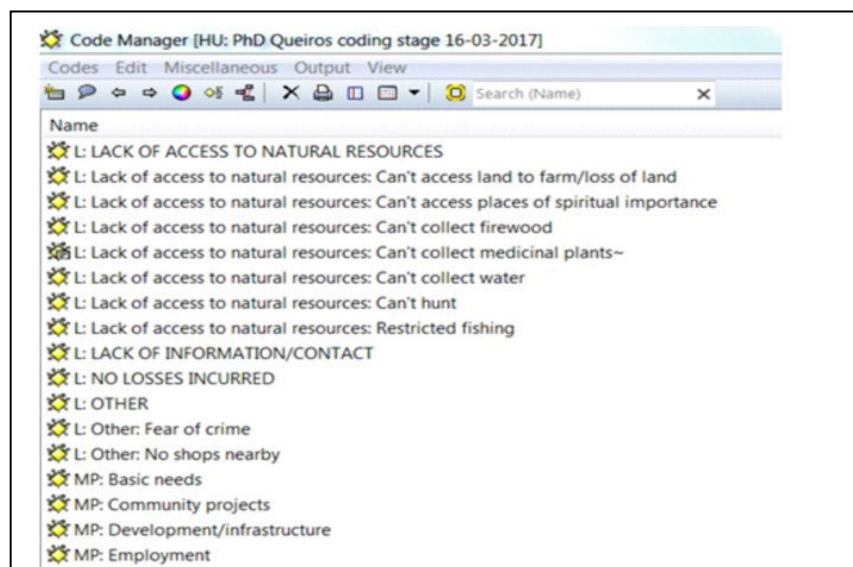 Code Manager [HU: PhD Queiros coding stage 16-03-2017]
Codes Edit Miscellaneous Output View
Search (Name)
Name
L: LACK OF ACCESS TO NATURAL RESOURCES
L: Lack of access to natural resources: Can't access land to farm/loss of land
L: Lack of access to natural resources: Can't access places of spiritual importance
L: Lack of access to natural resources: Can't collect firewood
L: Lack of access to natural resources: Can't collect medicinal plants~
L: Lack of access to natural resources: Can't collect water
L: Lack of access to natural resources: Can't hunt
L: Lack of access to natural resources: Restricted fishing
L: LACK OF INFORMATION/CONTACT
L: NO LOSSES INCURRED
L: OTHER
L: Other: Fear of crime
L: Other: No shops nearby
MP: Basic needs
MP: Community projects
MP: Development/infrastructure
MP: Employment